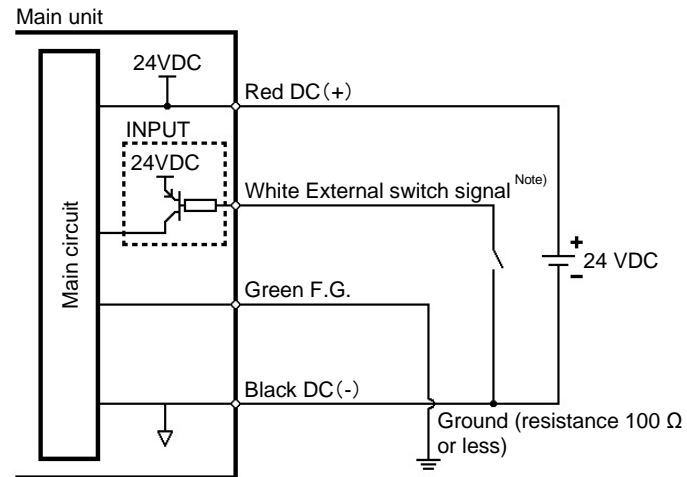 Main unit
24VDC
Red DC（+）
INPUT
24VDC
White External switch signal Note)
Main circuit
+
24 VDC
−
Green F.G.
Black DC（-）
Ground (resistance 100 Ω
or less)